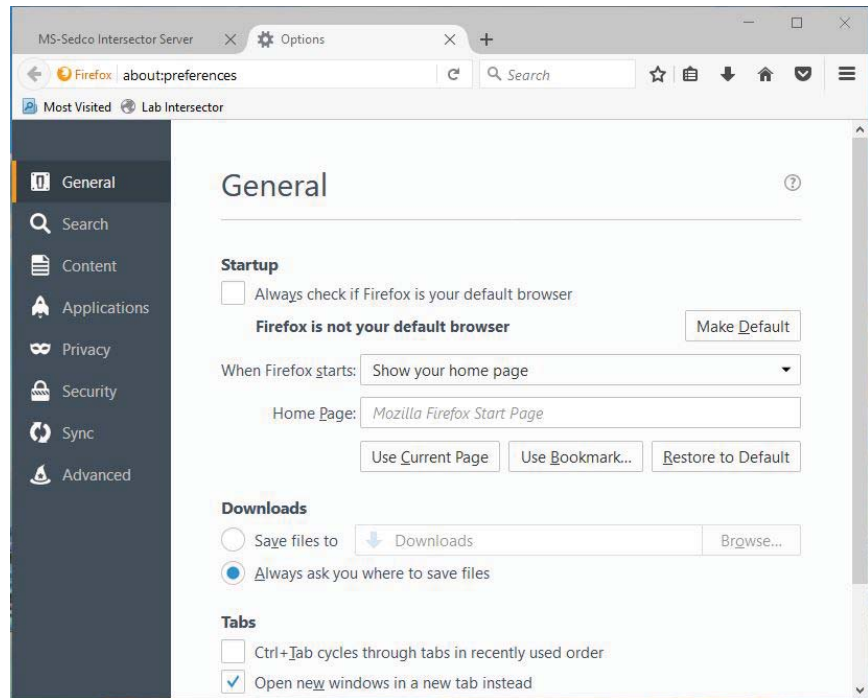 MS-Sedco Intersector Server
Options
Firefox about:preferences
Search
Most Visited Lab Intersector
General
Search
Content
Applications
Privacy
Security
Sync
Advanced
General
Startup
Always check if Firefox is your default browser
Firefox is not your default browser
Make Default
When Firefox starts: Show your home page
Home Page: Mozilla Firefox Start Page
Use Current Page Use Bookmark... Restore to Default
Downloads
Save files to Downloads Browse...
Always ask you where to save files
Tabs
Ctrl+Tab cycles through tabs in recently used order
Open new windows in a new tab instead